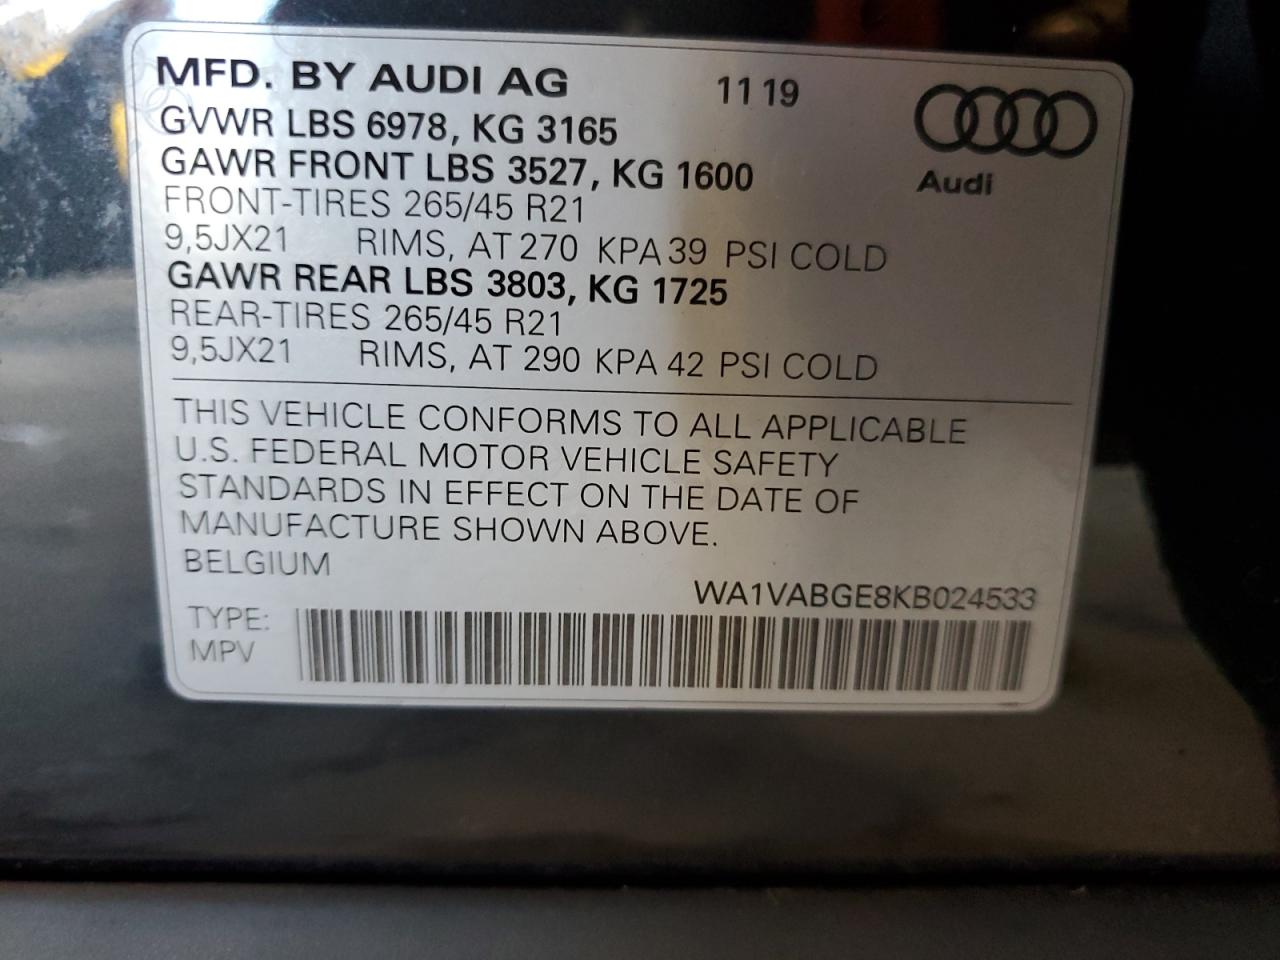 MFD. BY AUDI AG 11 19
GVWR LBS 6978, KG 3165
GAWR FRONT LBS 3527, KG 1600
Audi
FRONT-TIRES 265/45 R21
9,5JX21 RIMS, AT 270 KPA 39 PSI COLD
GAWR REAR LBS 3803, KG 1725
REAR-TIRES 265/45 R21
9,5JX21 RIMS, AT 290 KPA 42 PSI COLD
THIS VEHICLE CONFORMS TO ALL APPLICABLE
U.S. FEDERAL MOTOR VEHICLE SAFETY
STANDARDS IN EFFECT ON THE DATE OF
MANUFACTURE SHOWN ABOVE.
BELGIUM
WA1VABGE8KB024533
TYPE:
MPV